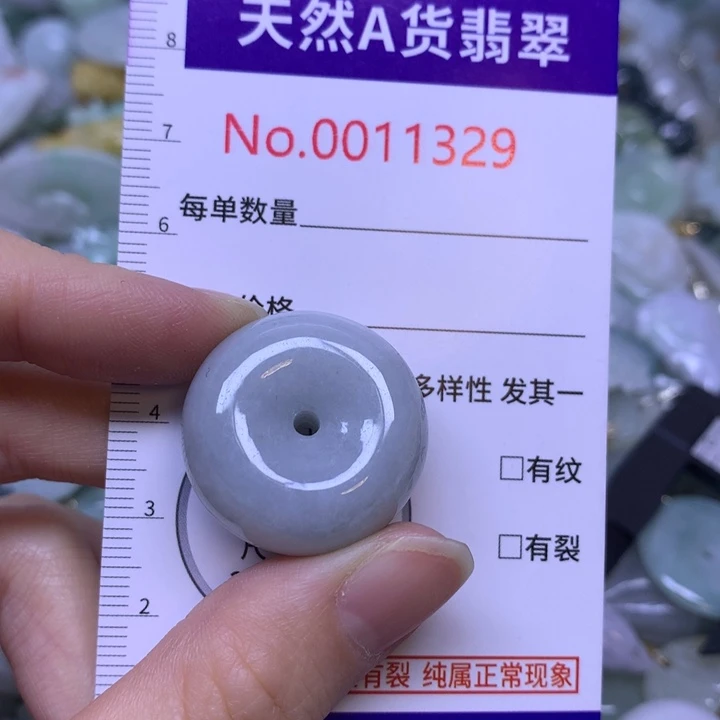 天然A货翡翠
8
No.0011329
7
每单数量
6
价格
多样性 发其一
4
□有纹
3
□有裂
尺
2
有裂 纯属正常现象